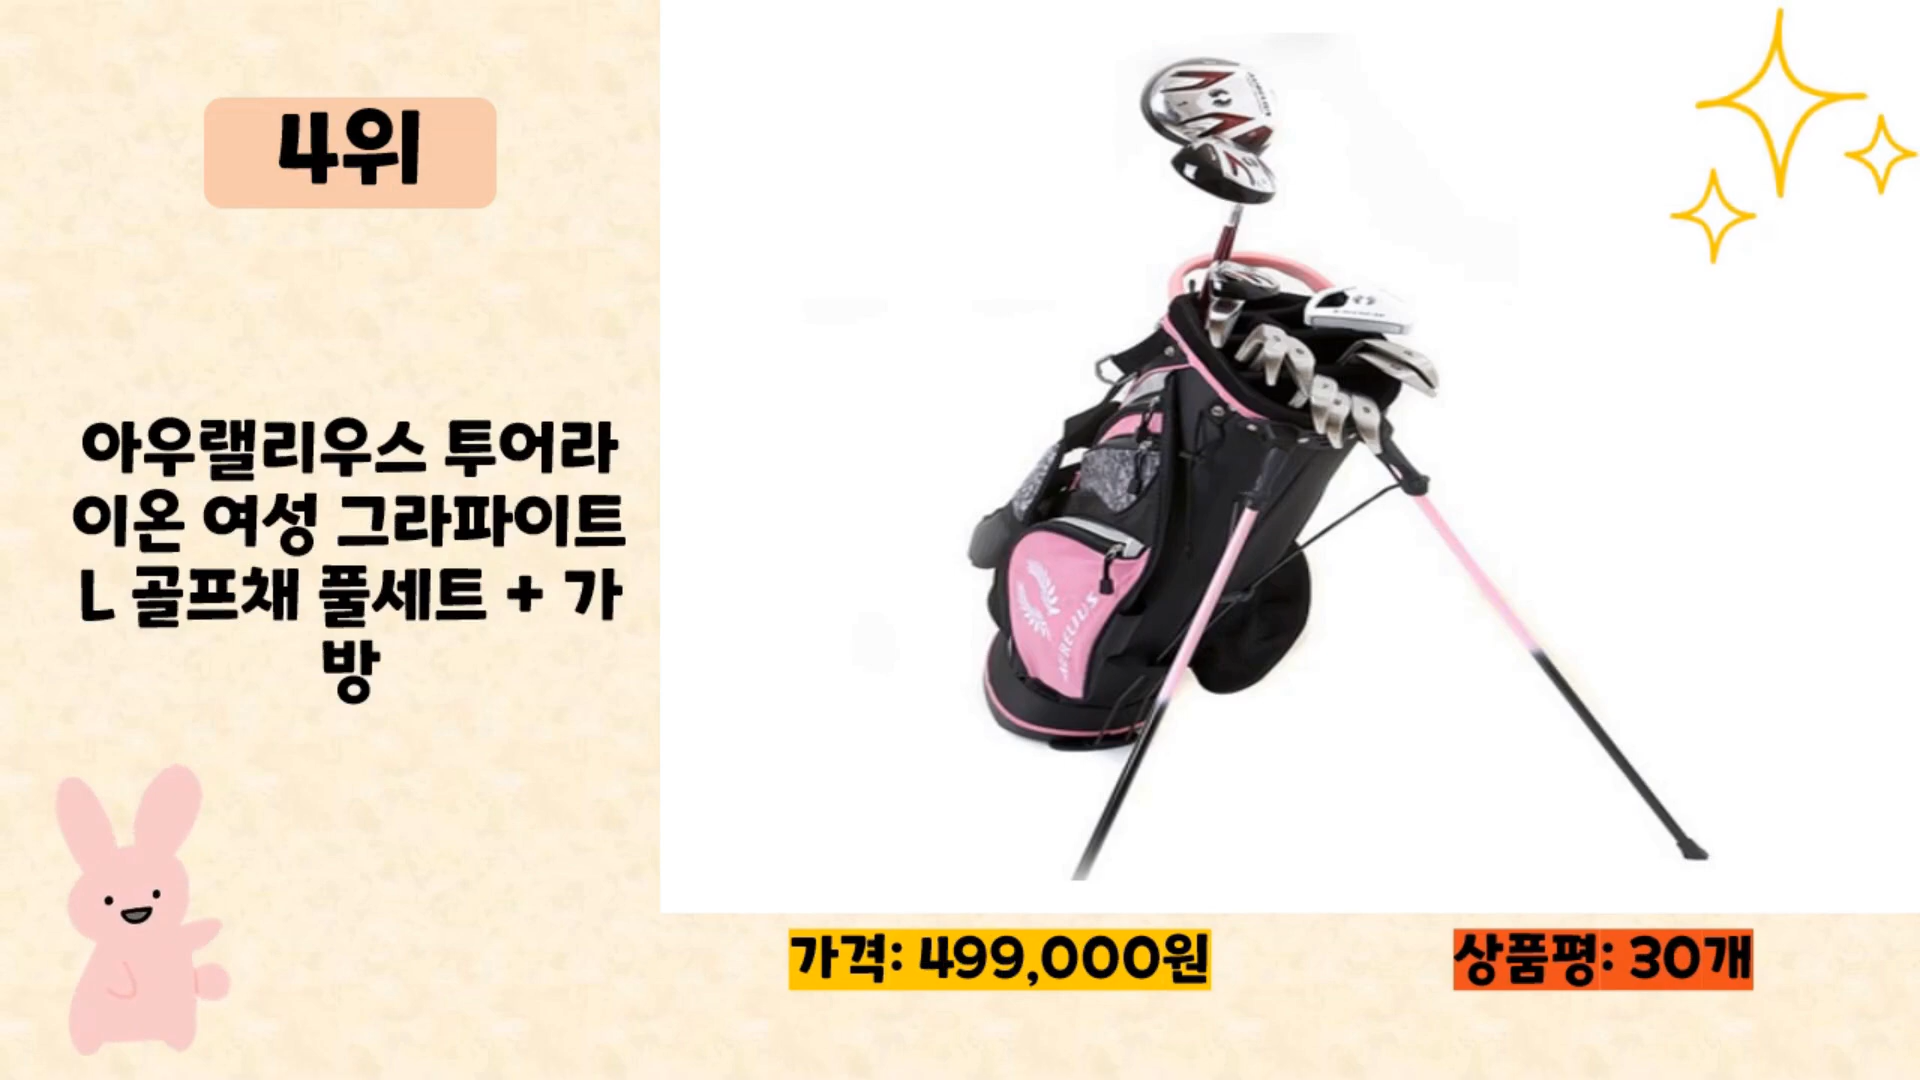 4위
아우랠리우스 투어라
이온 여성 그라파이트
L 골프채 풀세트 + 가
방
AURELIUS
가격: 499,000원
상품평: 30개